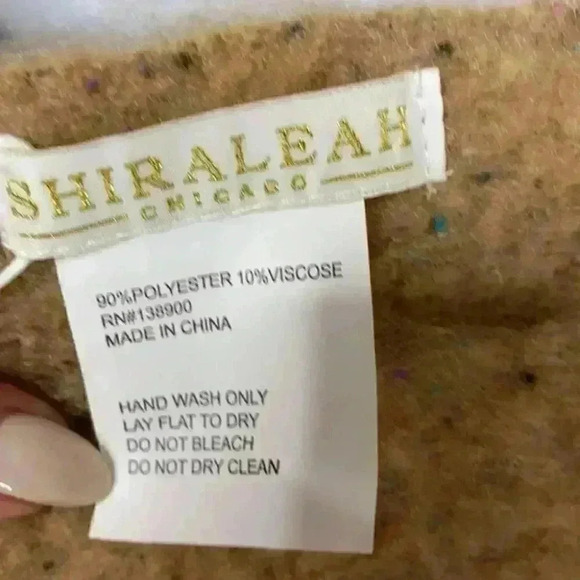 SHIRALEAH
CHICAGO
90%POLYESTER 10%VISCOSE
RN#138900
MADE IN CHINA
HAND WASH ONLY
LAY FLAT TO DRY
DO NOT BLEACH
DO NOT DRY CLEAN